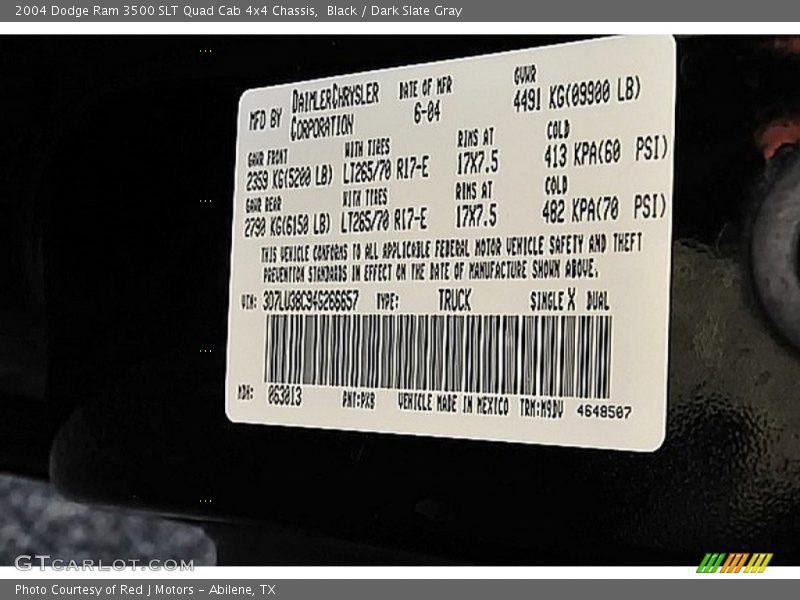 2004 Dodge Ram 3500 SLT Quad Cab 4x4 Chassis,  Black / Dark Slate Gray
MFD BY DAIMLERCHRYSLER CORPORATION DATE OF MFR 6-04 GVWR 4491 KG(09900 LB)
GAWR FRONT WITH TIRES RIMS AT COLD
2359 KG(5200 LB) LT265/70 R17-E 17X7.5 413 KPA(60 PSI)
GAWR REAR WITH TIRES RIMS AT COLD
2790 KG(6150 LB) LT265/70 R17-E 17X7.5 482 KPA(70 PSI)
THIS VEHICLE CONFORMS TO ALL APPLICABLE FEDERAL MOTOR VEHICLE SAFETY AND THEFT
PREVENTION STANDARDS IN EFFECT ON THE DATE OF MANUFACTURE SHOWN ABOVE.
VIN: 3D7LU38C94G266657 TYPE: TRUCK SINGLE X DUAL
MDH: 063013 PNT:PX8 VEHICLE MADE IN MEXICO TRM:M9DV 4648507
GTCARLOT.COM
Photo Courtesy of Red J Motors – Abilene, TX